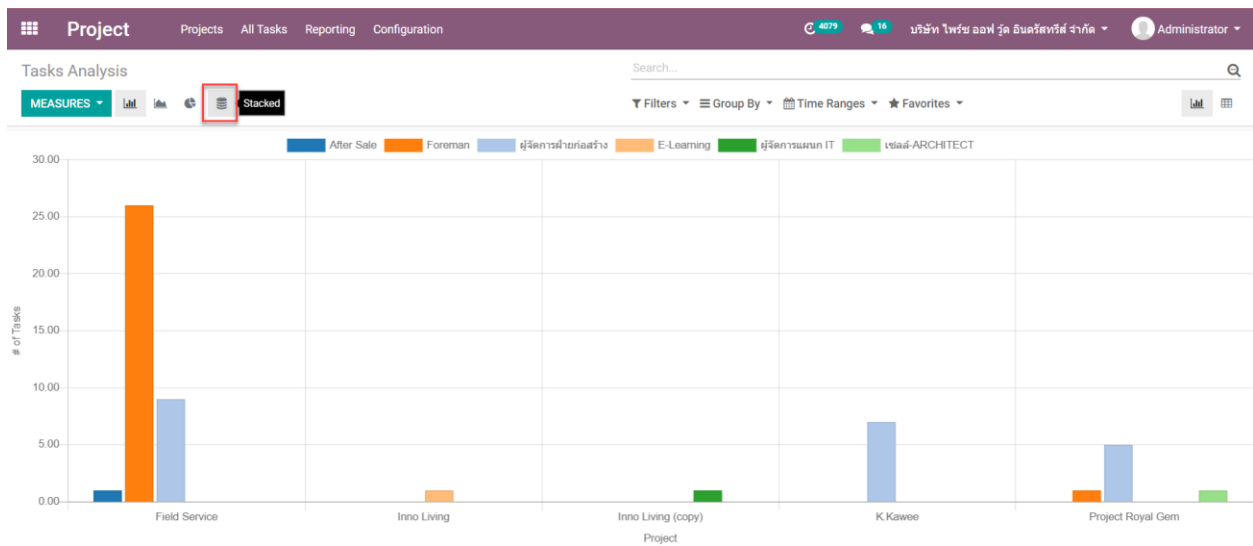 Project Projects All Tasks Reporting Configuration 4079 16 บริษัท ไพร์ซ ออฟ วู้ด อินดรัสทรีส์ จำกัด Administrator
Tasks Analysis Search...
MEASURES Stacked Filters Group By Time Ranges Favorites
After Sale Foreman ผู้จัดการฝ่ายก่อสร้าง E-Learning ผู้จัดการแผนก IT เซลล์-ARCHITECT
30.00
25.00
20.00
15.00
10.00
5.00
0.00
# of Tasks
Field Service Inno Living Inno Living (copy) K.Kawee Project Royal Gem
Project